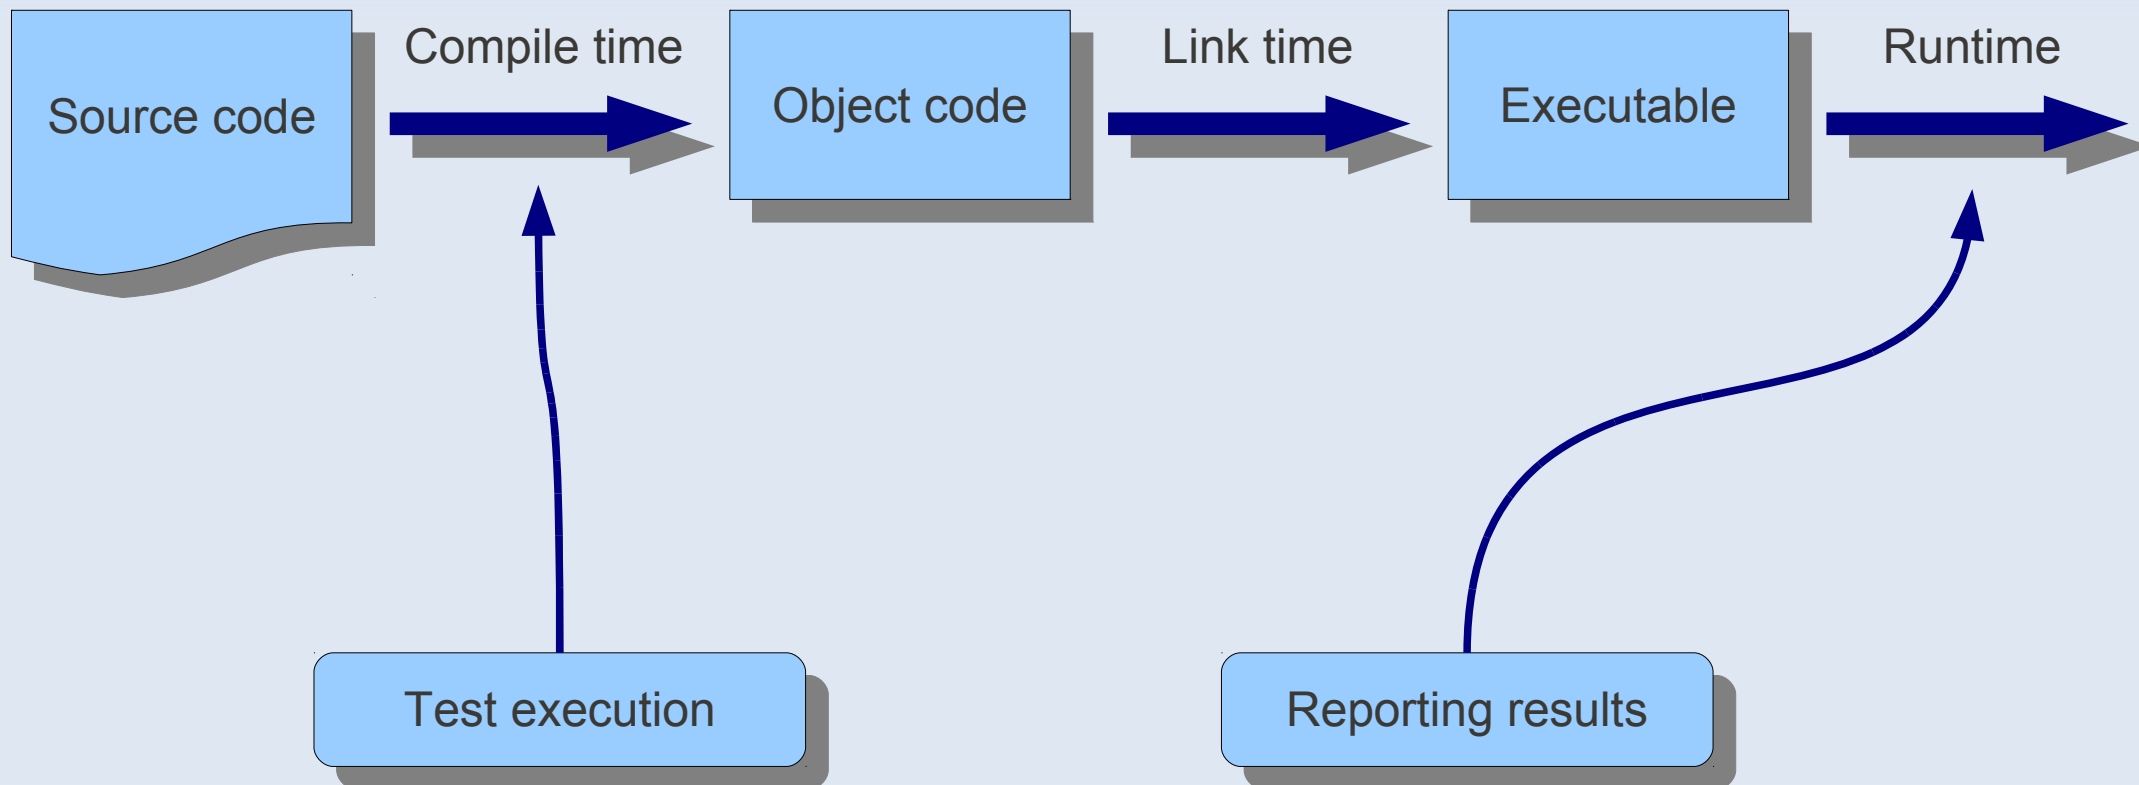 Source code
Compile time
Object code
Link time
Executable
Runtime
Test execution
Reporting results